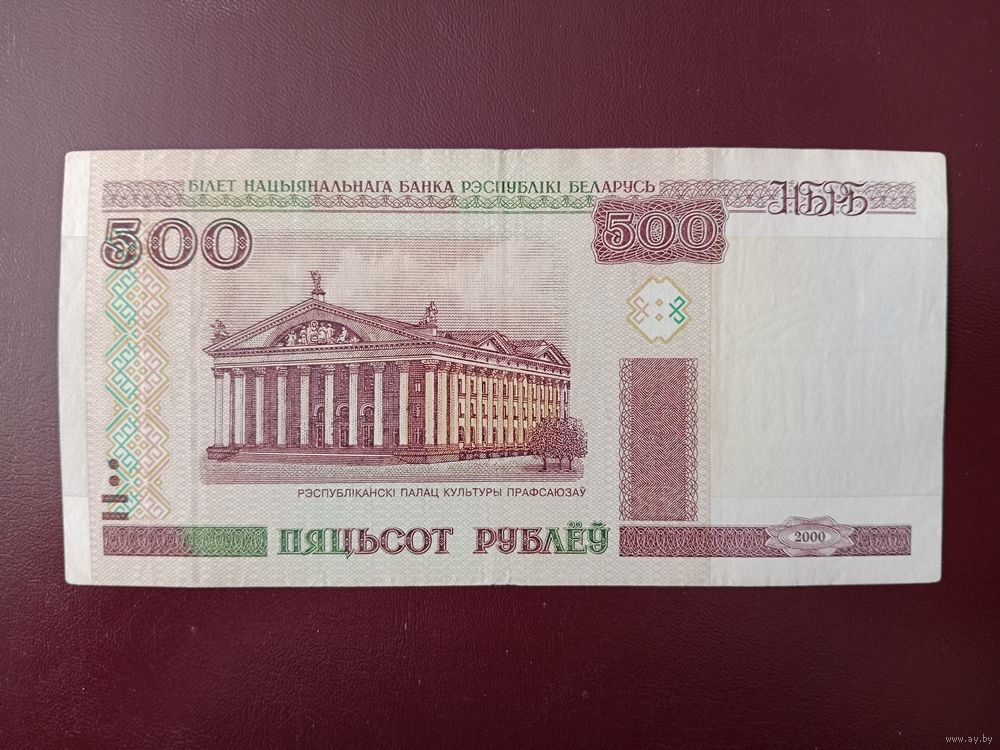 БІЛЕТ НАЦЫЯНАЛЬНАГА БАНКА РЭСПУБЛІКІ БЕЛАРУСЬ
НБРБ
500
500
РЭСПУБЛІКАНСКІ ПАЛАЦ КУЛЬТУРЫ ПРАФСАЮЗАЎ
ПЯЦЬСОТ РУБЛЁЎ
2000
www.ay.by